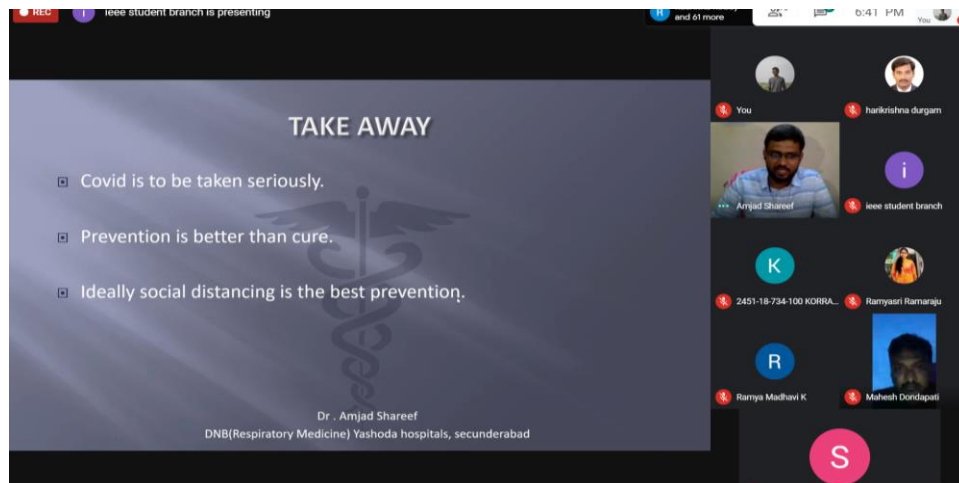 REC
i
ieee student branch is presenting
R
and 61 more
6:41 PM
You
TAKE AWAY
Covid is to be taken seriously.
Prevention is better than cure.
Ideally social distancing is the best prevention.
Dr . Amjad Shareef
DNB(Respiratory Medicine) Yashoda hospitals, secunderabad
You
harikrishna durgam
Amjad Shareef
i
ieee student branch
K
2451-18-734-100 KORRA...
Ramyasri Ramaraju
R
Ramya Madhavi K
Mahesh Dondapati
S